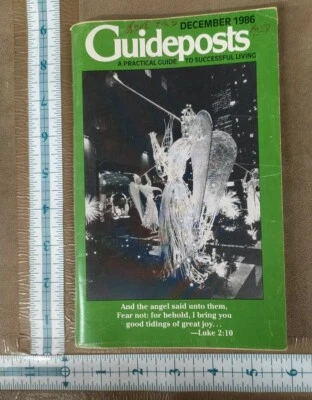 DECEMBER 1986
Guideposts
A PRACTICAL GUIDE TO SUCCESSFUL LIVING
And the angel said unto them,
Fear not: for behold, I bring you
good tidings of great joy...
—Luke 2:10